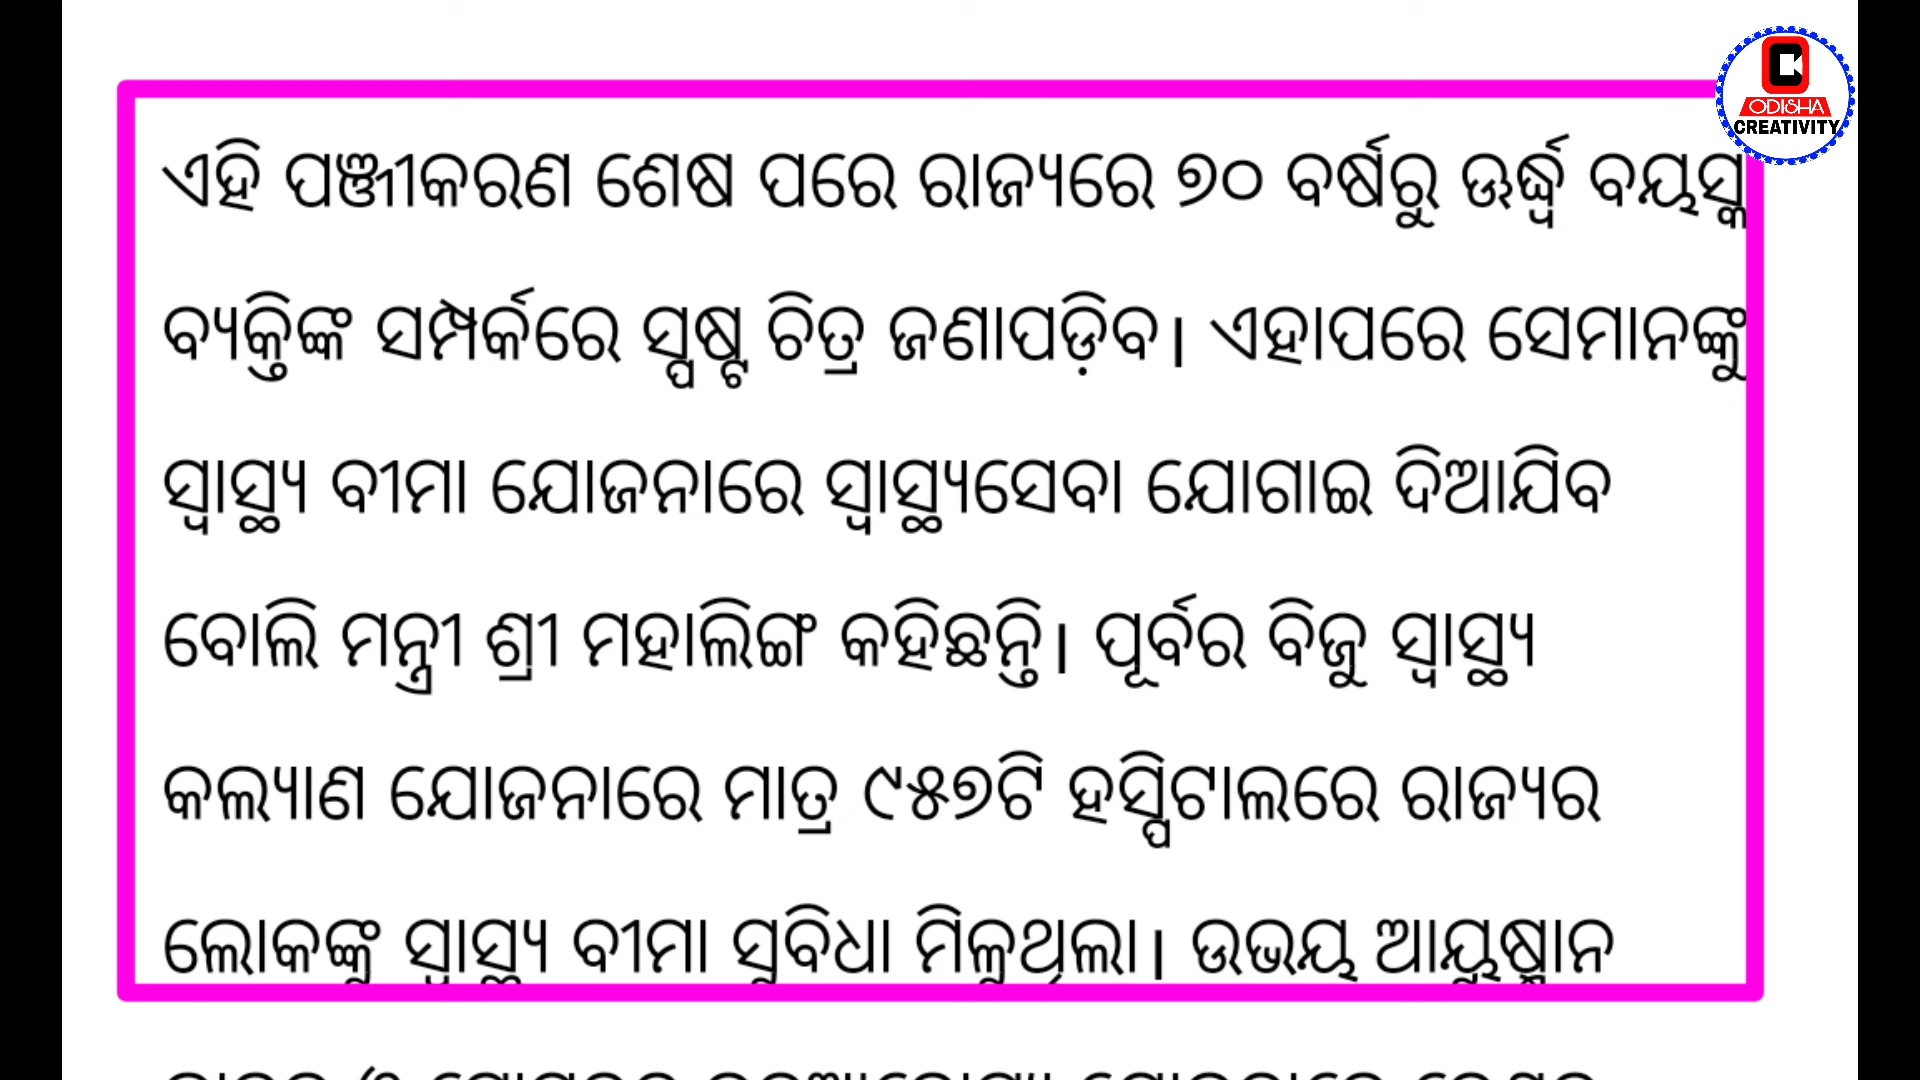 ODISHA
CREATIVITY
ଏହି ପଞ୍ଜୀକରଣ ଶେଷ ପରେ ରାଜ୍ୟରେ ୭୦ ବର୍ଷରୁ ଊର୍ଦ୍ଧ୍ୱ ବୟସ୍କ
ବ୍ୟକ୍ତିଙ୍କ ସମ୍ପର୍କରେ ସ୍ପଷ୍ଟ ଚିତ୍ର ଜଣାପଡ଼ିବ। ଏହାପରେ ସେମାନଙ୍କୁ
ସ୍ୱାସ୍ଥ୍ୟ ବୀମା ଯୋଜନାରେ ସ୍ୱାସ୍ଥ୍ୟସେବା ଯୋଗାଇ ଦିଆଯିବ
ବୋଲି ମନ୍ତ୍ରୀ ଶ୍ରୀ ମହାଲିଙ୍ଗ କହିଛନ୍ତି। ପୂର୍ବର ବିଜୁ ସ୍ୱାସ୍ଥ୍ୟ
କଲ୍ୟାଣ ଯୋଜନାରେ ମାତ୍ର ୯୫୭ଟି ହସ୍ପିଟାଲରେ ରାଜ୍ୟର
ଲୋକଙ୍କୁ ସ୍ୱାସ୍ଥ୍ୟ ବୀମା ସୁବିଧା ମିଳୁଥିଲା। ଉଭୟ ଆୟୁଷ୍ମାନ